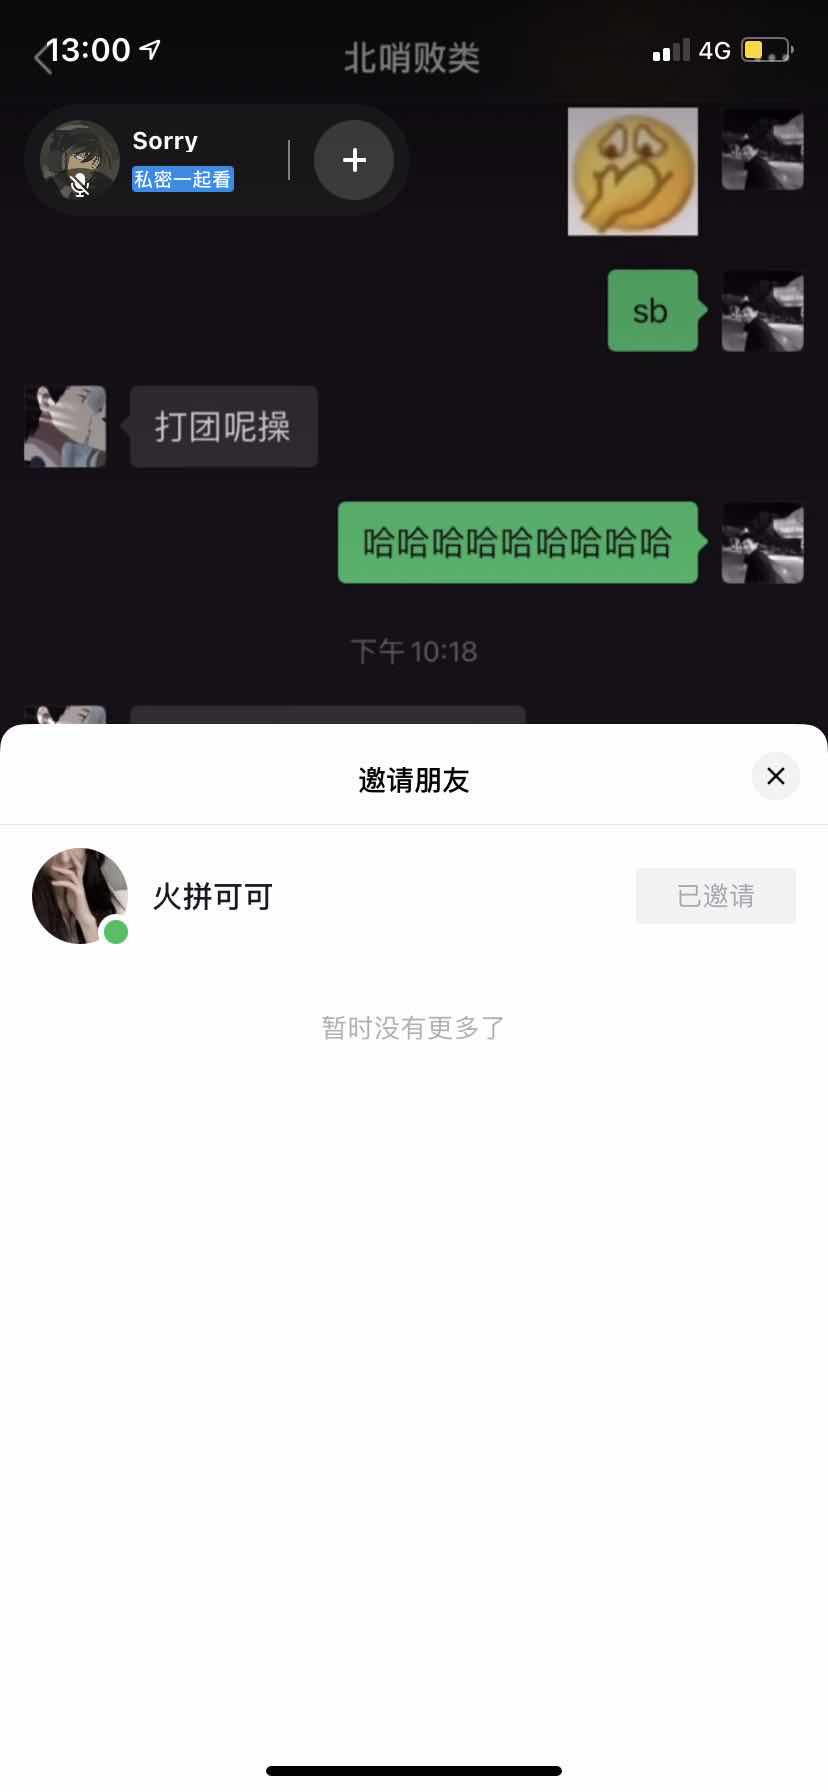 13:00
4G
北哨败类
Sorry
私密一起看
sb
打团呢操
哈哈哈哈哈哈哈哈哈
下午 10:18
邀请朋友
火拼可可
已邀请
暂时没有更多了